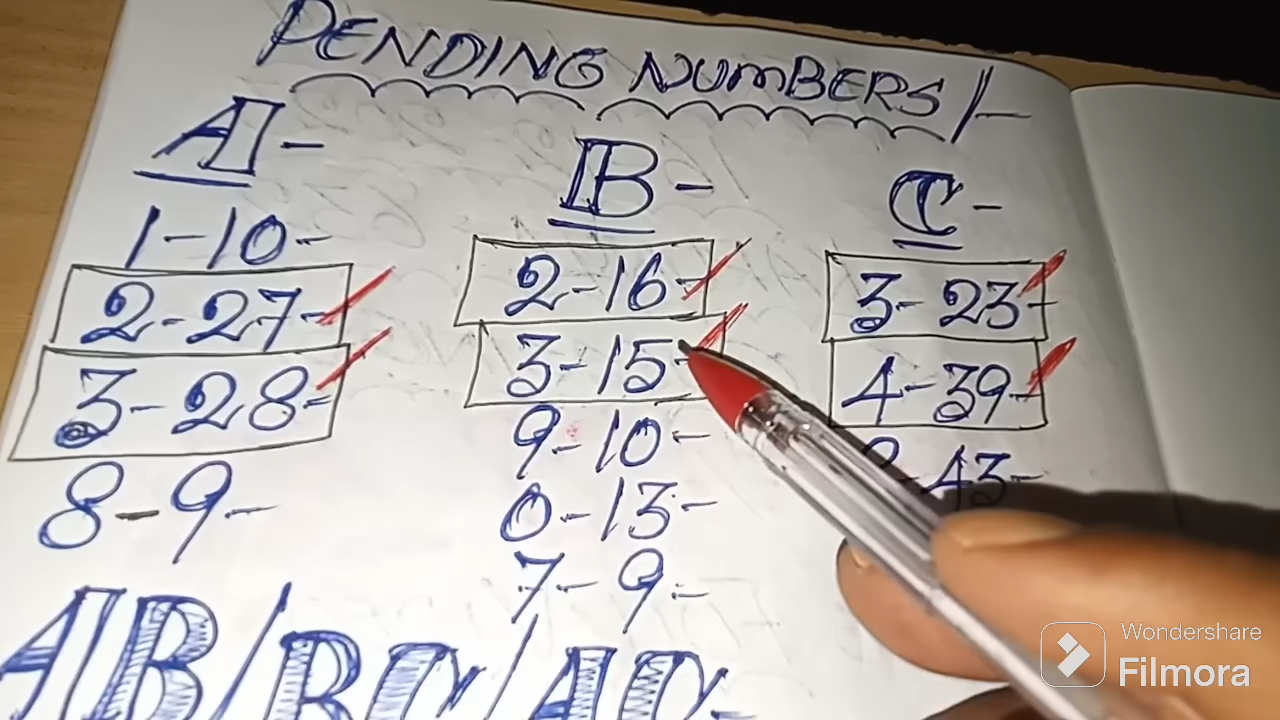 PENDING NUMBERS/-
A-
1-10-
2-27-
3-28-
8-9-
B-
2-16-
3-15-
9-10-
0-13-
7-9-
C-
3-23-
4-39-
43-
AB/BC/AC-
Wondershare
Filmora